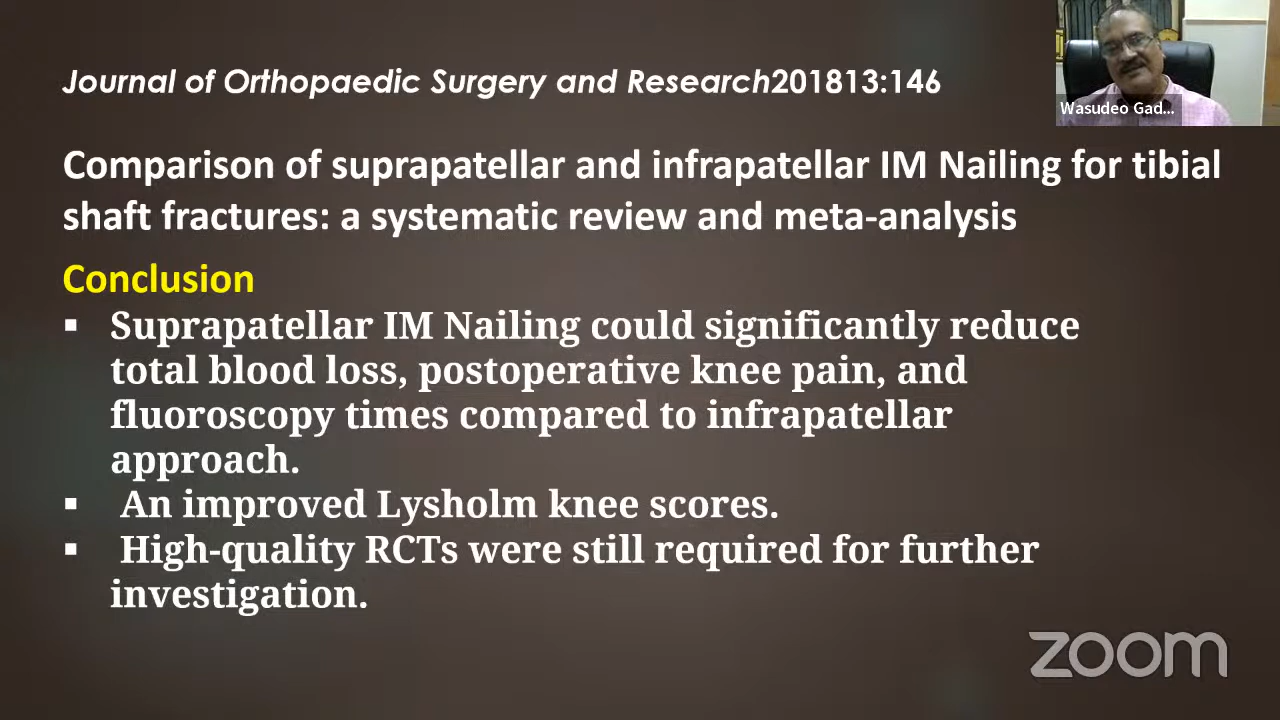 Journal of Orthopaedic Surgery and Research201813:146
Wasudeo Gad...
Comparison of suprapatellar and infrapatellar IM Nailing for tibial
shaft fractures: a systematic review and meta-analysis
Conclusion
▪ Suprapatellar IM Nailing could significantly reduce
total blood loss, postoperative knee pain, and
fluoroscopy times compared to infrapatellar
approach.
▪ An improved Lysholm knee scores.
▪ High-quality RCTs were still required for further
investigation.
zoom